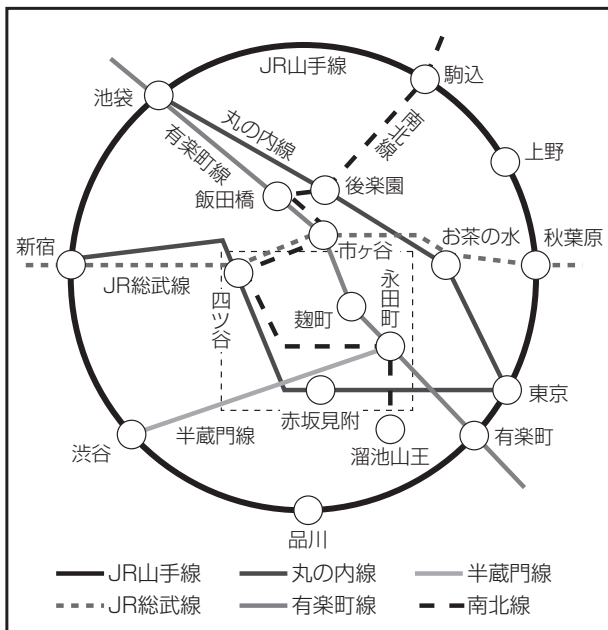 JR山手線
駒込
池袋
丸の内線
南北線
有楽町線
上野
飯田橋
後楽園
新宿
市ヶ谷
お茶の水
秋葉原
JR総武線
四ツ谷
麹町
永田町
東京
赤坂見附
半蔵門線
渋谷
溜池山王
有楽町
品川
JR山手線
丸の内線
半蔵門線
JR総武線
有楽町線
南北線